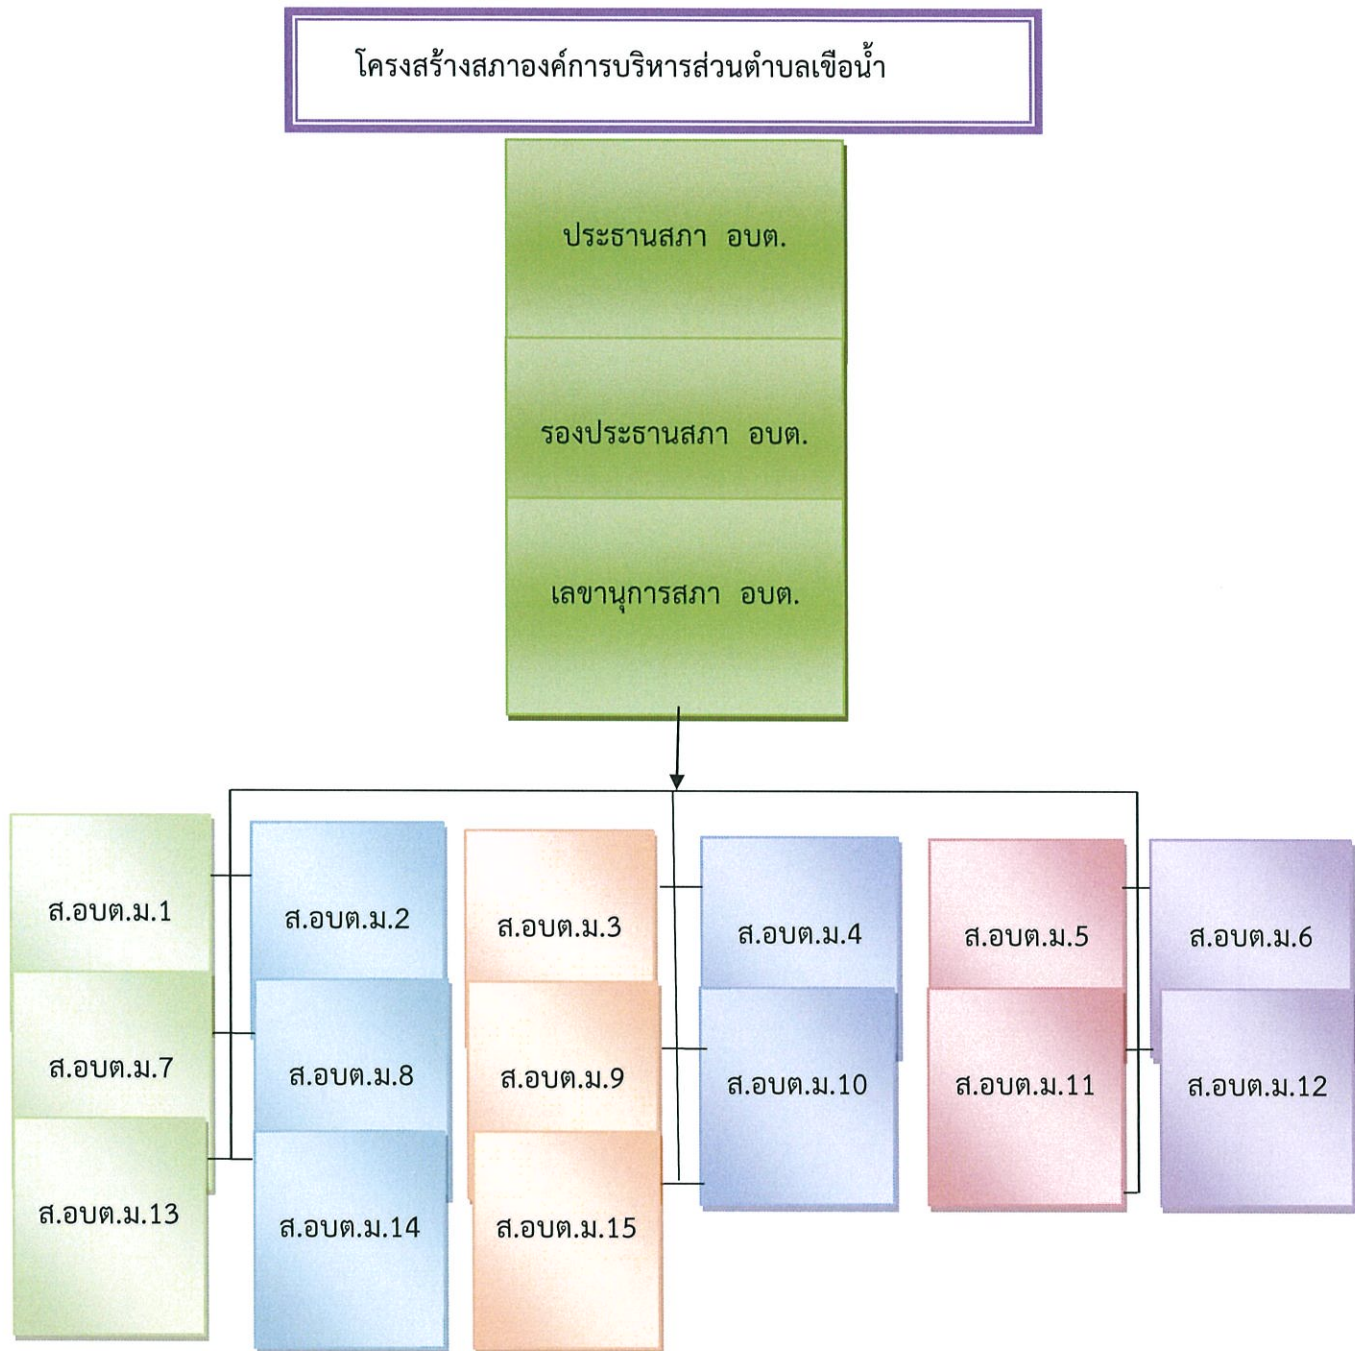 โครงสร้างสภาองค์การบริหารส่วนตำบลเขือน้ำ
ประธานสภา อบต.
รองประธานสภา อบต.
เลขานุการสภา อบต.
ส.อบต.ม.1
ส.อบต.ม.2
ส.อบต.ม.3
ส.อบต.ม.4
ส.อบต.ม.5
ส.อบต.ม.6
ส.อบต.ม.7
ส.อบต.ม.8
ส.อบต.ม.9
ส.อบต.ม.10
ส.อบต.ม.11
ส.อบต.ม.12
ส.อบต.ม.13
ส.อบต.ม.14
ส.อบต.ม.15